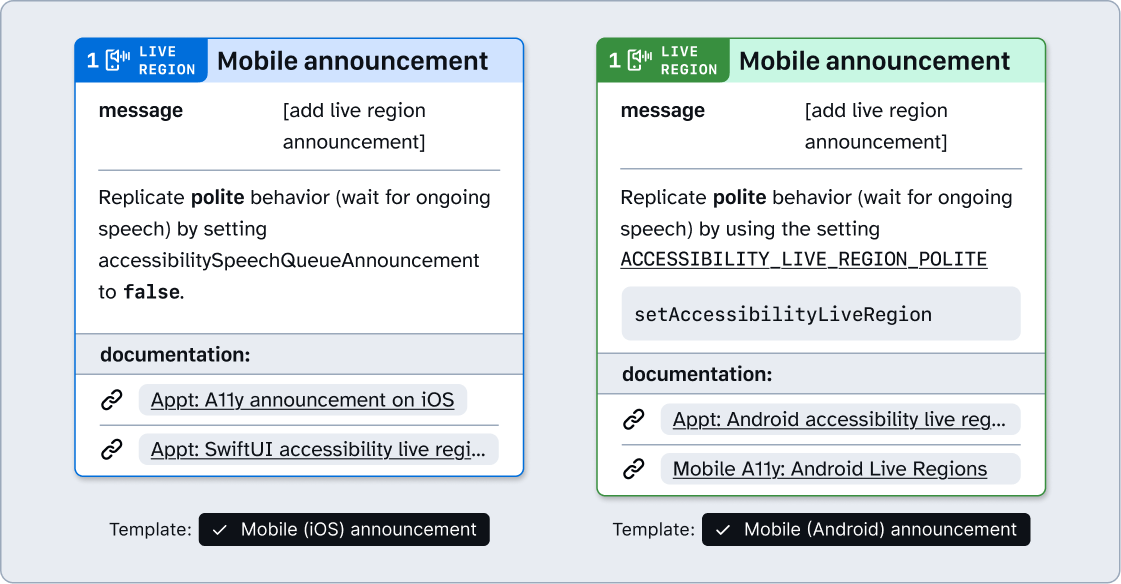 1 LIVE REGION Mobile announcement
message [add live region
announcement]
Replicate polite behavior (wait for ongoing
speech) by setting
accessibilitySpeechQueueAnnouncement
to false.
documentation:
Appt: A11y announcement on iOS
Appt: SwiftUI accessibility live regi...
Template: Mobile (iOS) announcement
1 LIVE REGION Mobile announcement
message [add live region
announcement]
Replicate polite behavior (wait for ongoing
speech) by using the setting
ACCESSIBILITY_LIVE_REGION_POLITE
setAccessibilityLiveRegion
documentation:
Appt: Android accessibility live reg...
Mobile A11y: Android Live Regions
Template: Mobile (Android) announcement